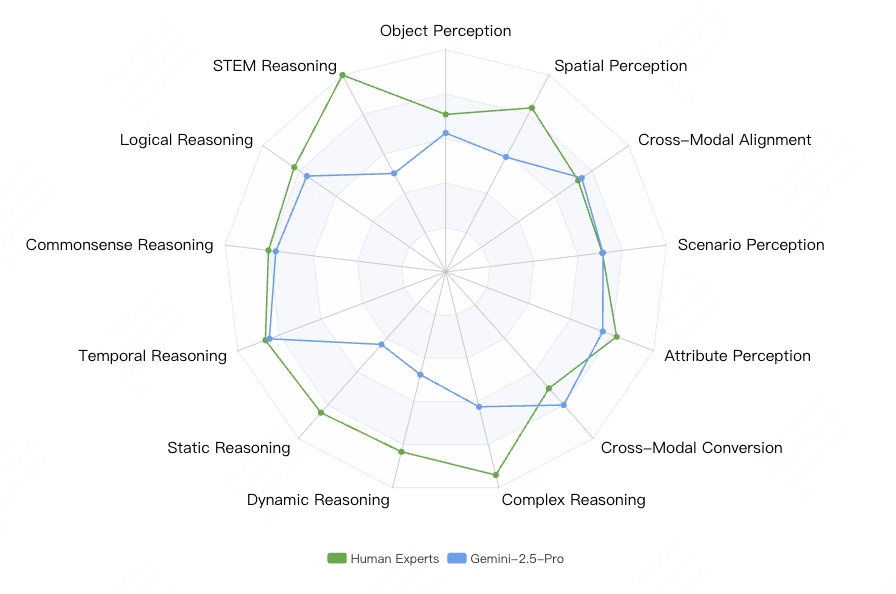 Object Perception
STEM Reasoning
Spatial Perception
Logical Reasoning
Cross-Modal Alignment
Commonsense Reasoning
Scenario Perception
Temporal Reasoning
Attribute Perception
Static Reasoning
Cross-Modal Conversion
Dynamic Reasoning
Complex Reasoning
Human Experts
Gemini-2.5-Pro